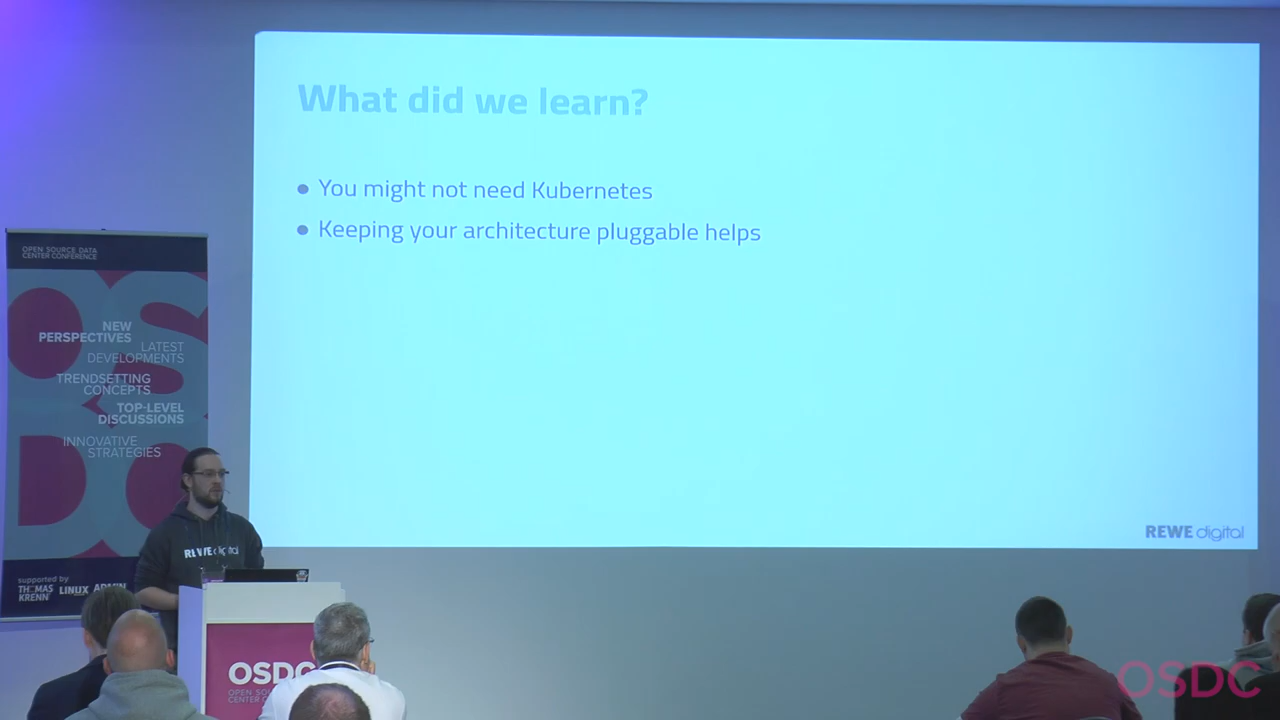 What did we learn?
● You might not need Kubernetes
● Keeping your architecture pluggable helps
REWE digital
OPEN SOURCE DATA
CENTER CONFERENCE
NEW
PERSPECTIVES
LATEST
DEVELOPMENTS
TRENDSETTING
CONCEPTS
TOP-LEVEL
DISCUSSIONS
INNOVATIVE
STRATEGIES
supported by
THOMAS
KRENN
LINUX
REWE digital
OSDC
OSDC